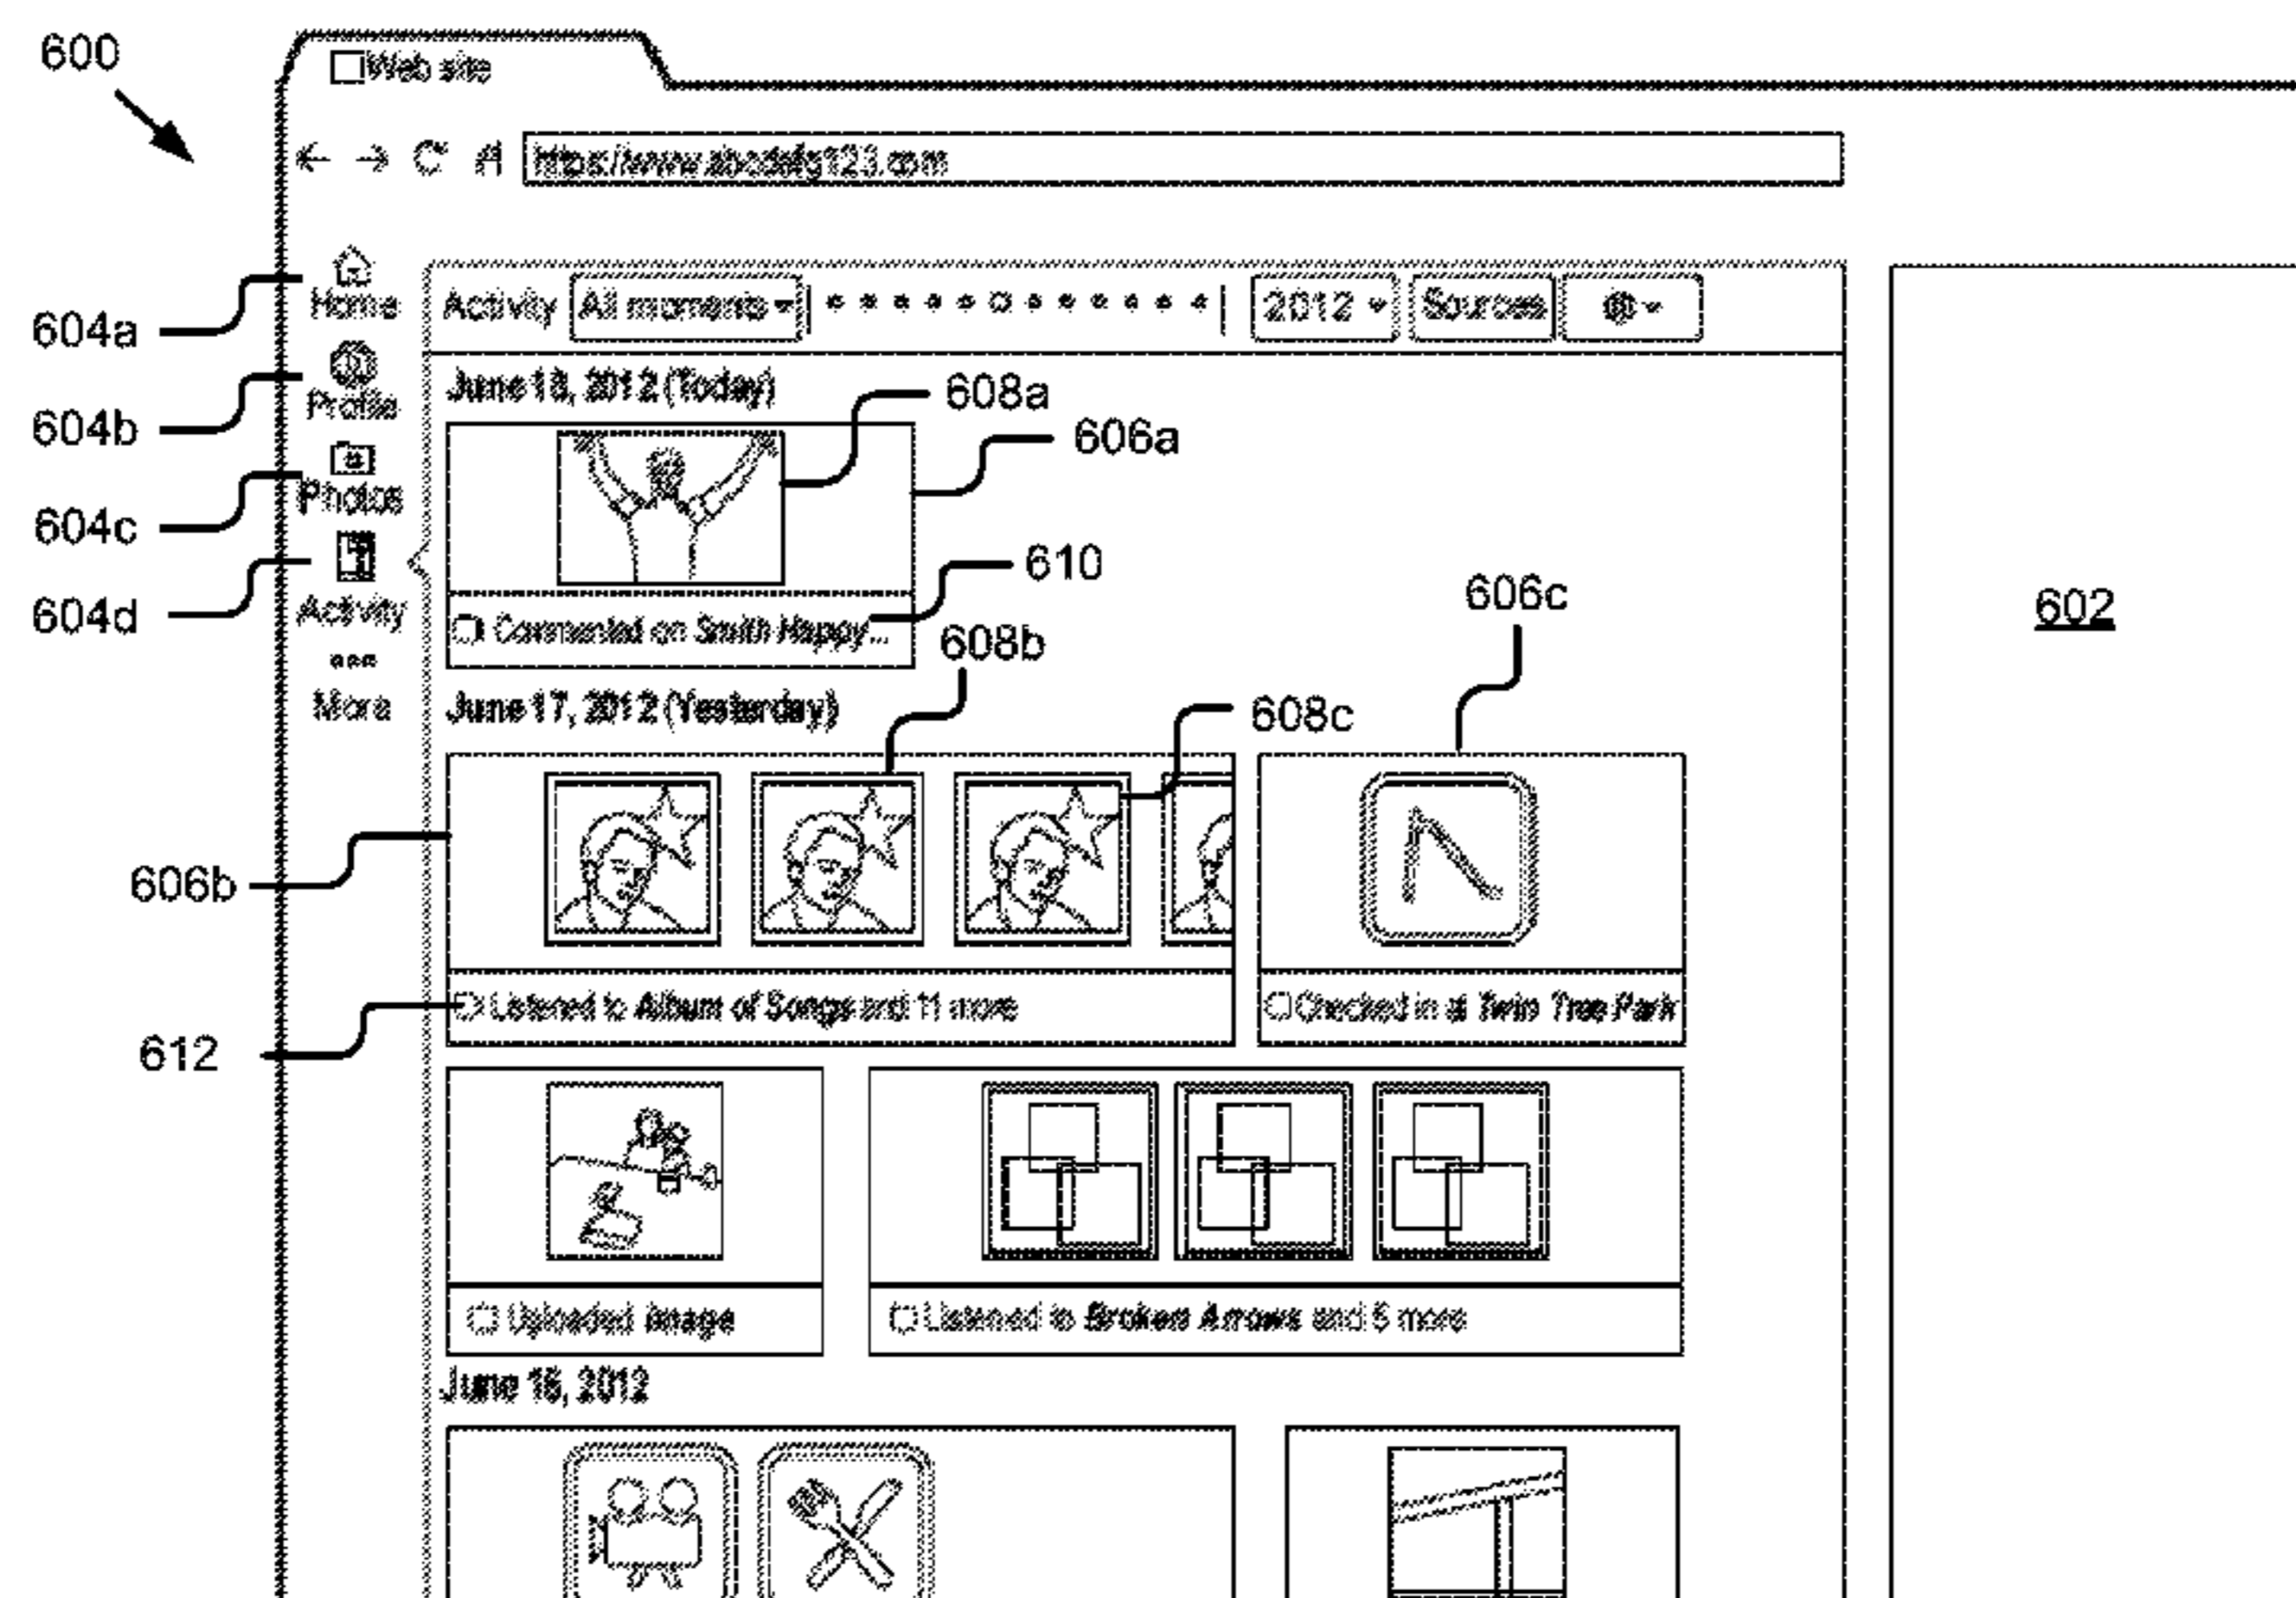 600
Web site
https://www.abcdefg123.com
604a
Home
Activity All moments 2012 Sources
604b
Profile
June 18, 2012 (Today)
608a
606a
604c
Photos
610
604d
Activity
Commented on Smith Happy...
606c
602
608b
More
June 17, 2012 (Yesterday)
608c
606b
612
Listened to Album of Songs and 11 more
Checked in at Twin Tree Park
Uploaded image
Listened to Broken Arrows and 5 more
June 16, 2012